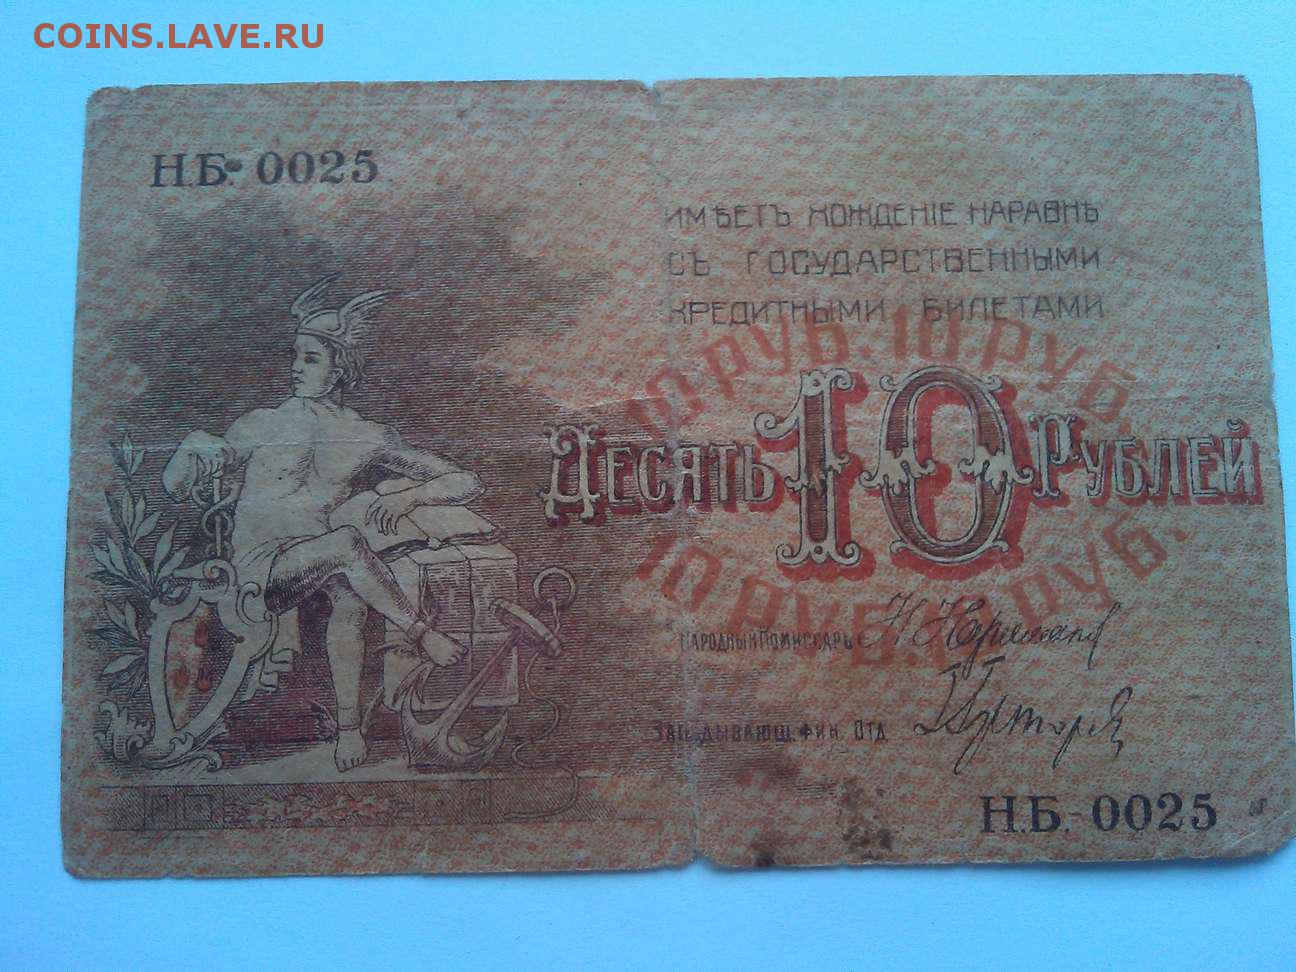 COINS.LAVE.RU
Н.Б. 0025
ИМѢЕТЪ ХОЖДЕНІЕ НАРАВНѢ
СЪ ГОСУДАРСТВЕННЫМИ
КРЕДИТНЫМИ БИЛЕТАМИ
10 РУБ. 10 РУБ.
ДЕСЯТЬ 10 РУБЛЕЙ
10 РУБ. 10 РУБ.
НАРОДНЫЙ КОМИССАРЪ Н Нариманов
ЗАВѢДЫВАЮЩ ФИН. ОТД
Н.Б. 0025